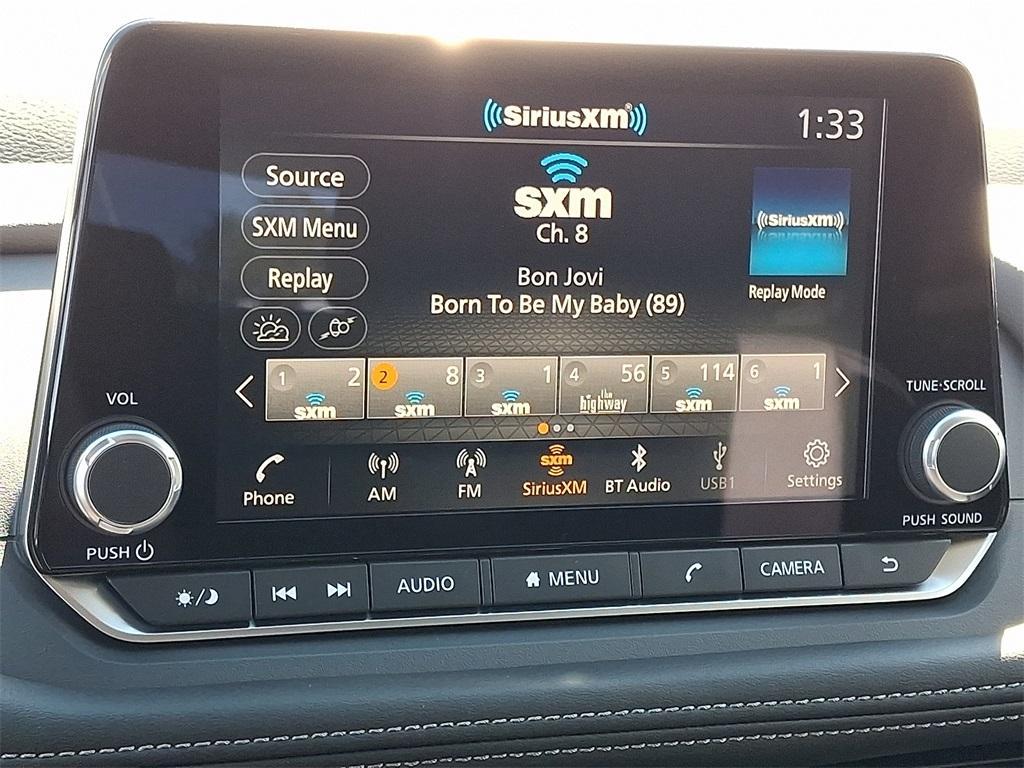 SiriusXM®
1:33
Source
SXM Menu
Replay
sxm
Ch. 8
Bon Jovi
Born To Be My Baby (89)
SiriusXM
Replay Mode
1 2 sxm
2 8 sxm
3 1 sxm
4 56 the highway
5 114 sxm
6 1 sxm
Phone
AM
FM
sxm
SiriusXM
BT Audio
USB1
Settings
VOL
PUSH
TUNE·SCROLL
PUSH SOUND
AUDIO
MENU
CAMERA